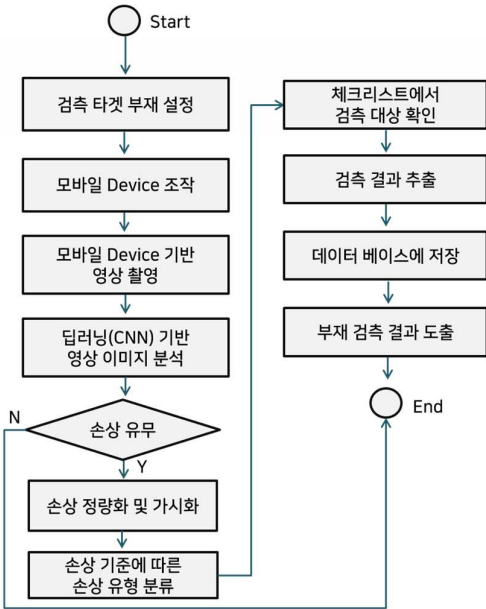 Start
검측 타겟 부재 설정
모바일 Device 조작
모바일 Device 기반
영상 촬영
딥러닝(CNN) 기반
영상 이미지 분석
손상 유무
N
Y
손상 정량화 및 가시화
손상 기준에 따른
손상 유형 분류
체크리스트에서
검측 대상 확인
검측 결과 추출
데이터 베이스에 저장
부재 검측 결과 도출
End